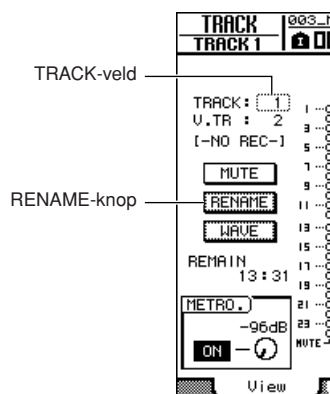 TRACK
003_
TRACK 1
TRACK-veld
TRACK: 1
V.TR : 2
[-NO REC-]
MUTE
RENAME-knop
RENAME
WAVE
REMAIN
13:31
METRO.
-96dB
ON
1
3
5
7
9
11
13
15
17
19
21
23
MUTE
View